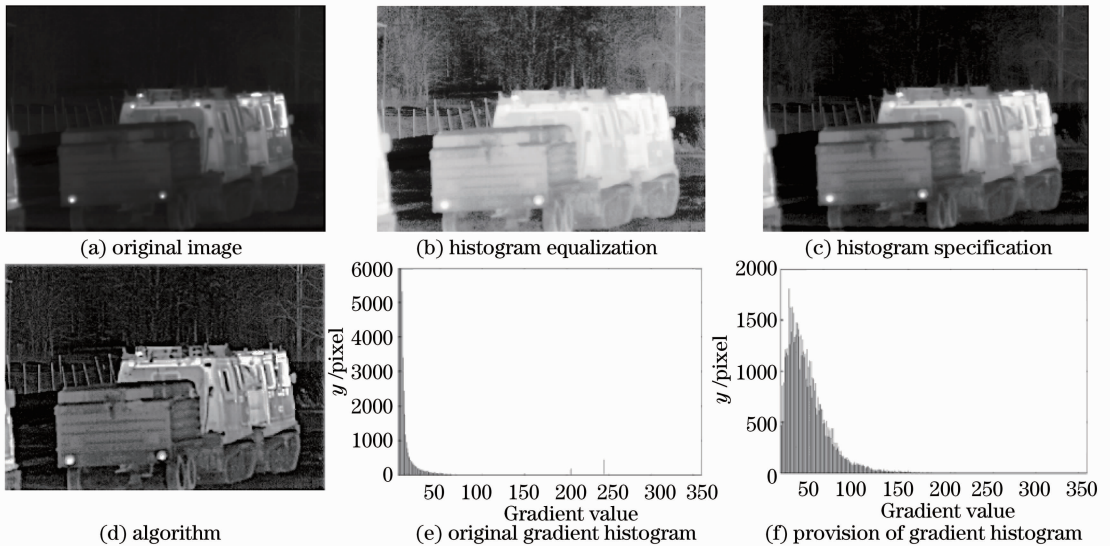 (a) original image
(b) histogram equalization
(c) histogram specification
6000
5000
4000
3000
2000
1000
0
y /pixel
50 100 150 200 250 300 350
Gradient value
2000
1500
1000
500
0
y /pixel
50 100 150 200 250 300 350
Gradient value
(d) algorithm
(e) original gradient histogram
(f) provision of gradient histogram